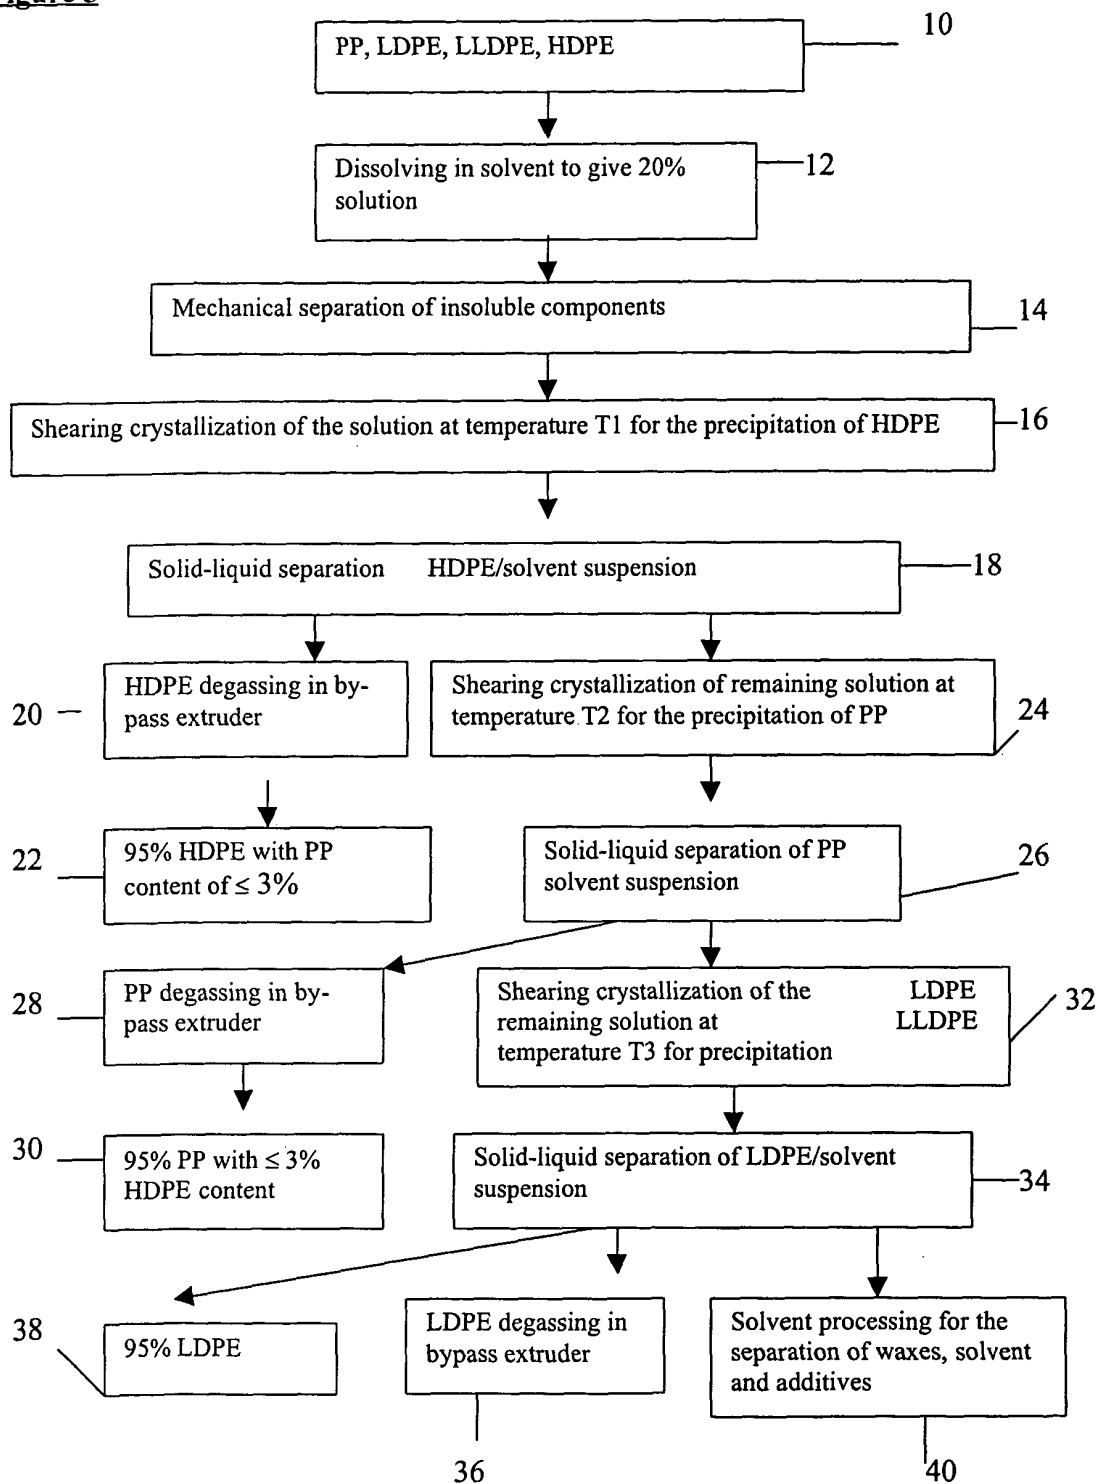 PP, LDPE, LLDPE, HDPE
10
Dissolving in solvent to give 20%
solution
12
Mechanical separation of insoluble components
14
Shearing crystallization of the solution at temperature T1 for the precipitation of HDPE
16
Solid-liquid separation HDPE/solvent suspension
18
20
HDPE degassing in by-
pass extruder
Shearing crystallization of remaining solution at
temperature T2 for the precipitation of PP
24
22
95% HDPE with PP
content of ≤ 3%
Solid-liquid separation of PP
solvent suspension
26
28
PP degassing in by-
pass extruder
Shearing crystallization of the LDPE
remaining solution at LLDPE
temperature T3 for precipitation
32
30
95% PP with ≤ 3%
HDPE content
Solid-liquid separation of LDPE/solvent
suspension
34
38
95% LDPE
LDPE degassing in
bypass extruder
Solvent processing for the
separation of waxes, solvent
and additives
36
40